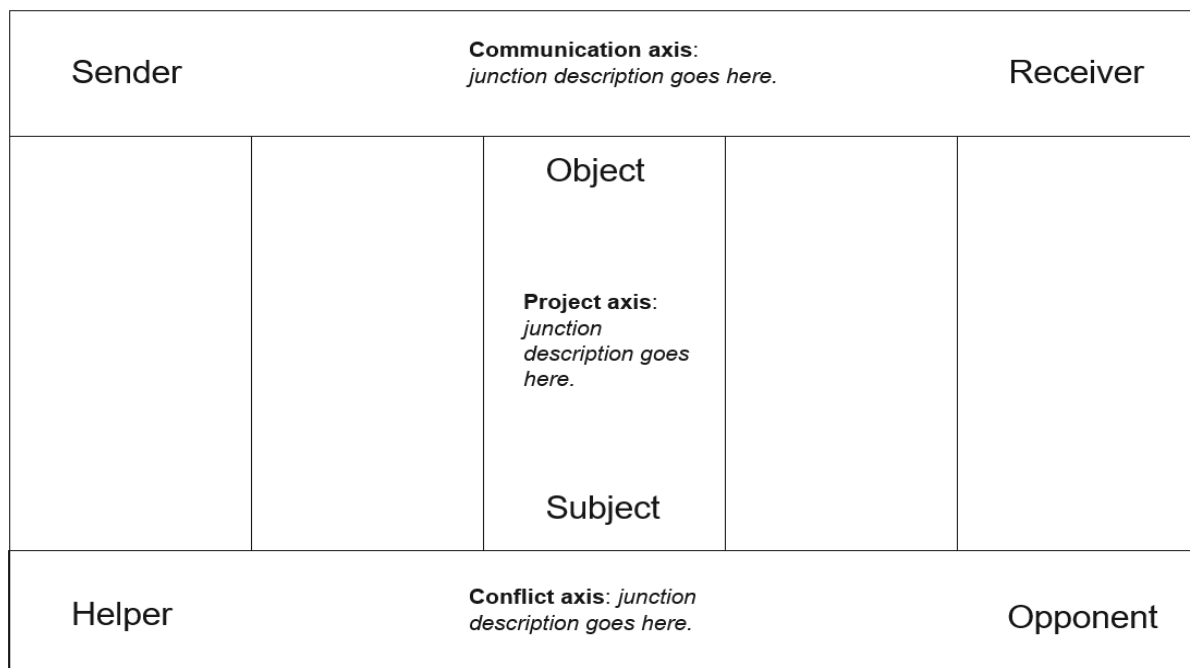 Sender
Communication axis:
junction description goes here.
Receiver
Object
Project axis:
junction
description goes
here.
Subject
Helper
Conflict axis: junction
description goes here.
Opponent